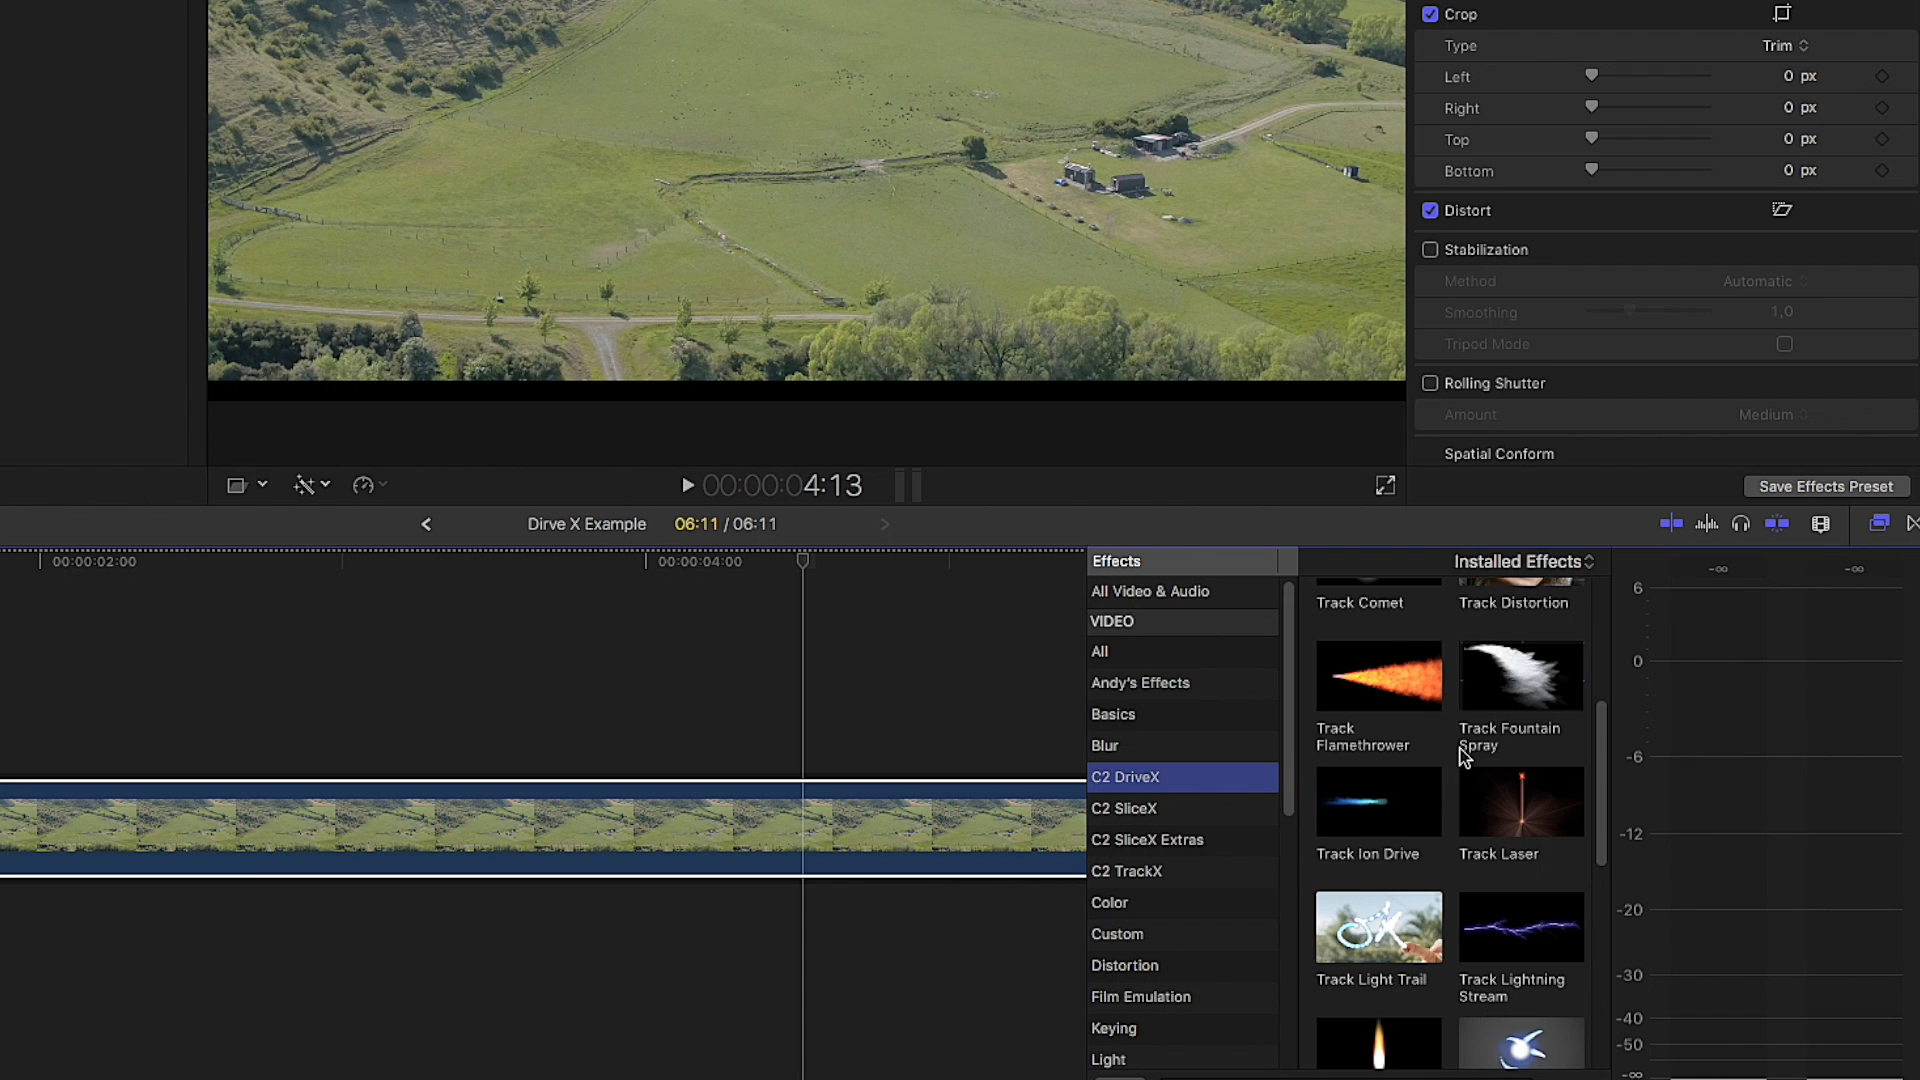 Crop
Type Trim
Left 0 px
Right 0 px
Top 0 px
Bottom 0 px
Distort
Stabilization
Method Automatic
Smoothing 1,0
Tripod Mode
Rolling Shutter
Amount Medium
Spatial Conform
Save Effects Preset
00:00:04:13
Dirve X Example 06:11 / 06:11
00:00:02:00
00:00:04:00
Effects
All Video & Audio
VIDEO
All
Andy's Effects
Basics
Blur
C2 DriveX
C2 SliceX
C2 SliceX Extras
C2 TrackX
Color
Custom
Distortion
Film Emulation
Keying
Light
Installed Effects
Track Comet
Track Distortion
Track
Flamethrower
Track Fountain
Spray
Track Ion Drive
Track Laser
Track Light Trail
Track Lightning
Stream
-∞ -∞
6
0
-6
-12
-20
-30
-40
-50
-∞